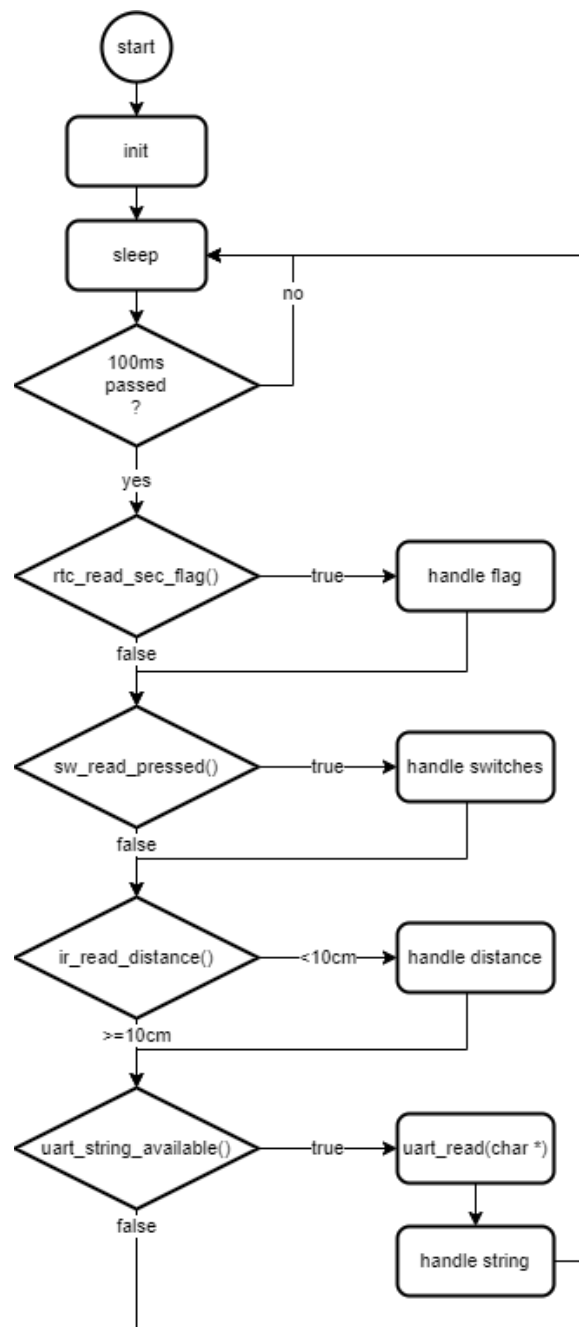 start
init
sleep
no
100ms
passed
?
yes
rtc_read_sec_flag()
true
handle flag
false
sw_read_pressed()
true
handle switches
false
ir_read_distance()
<10cm
handle distance
>=10cm
uart_string_available()
true
uart_read(char *)
false
handle string